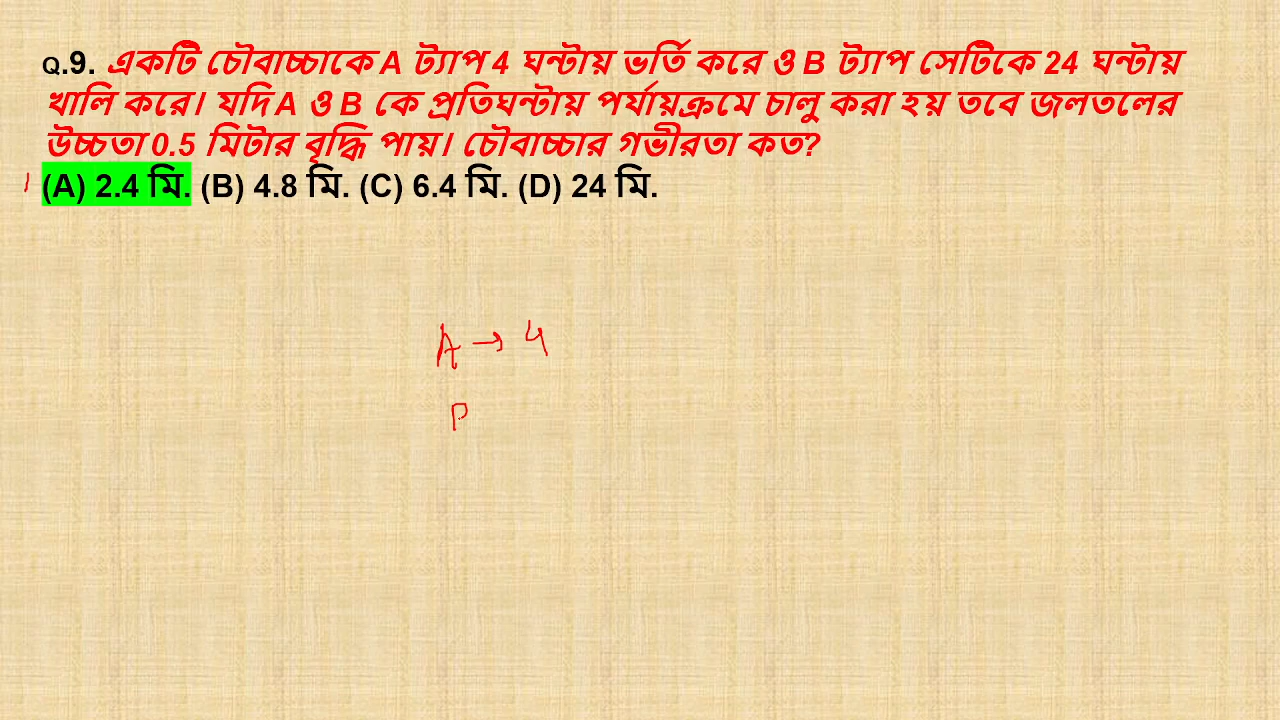 Q.9. একটি চৌবাচ্চাকে A ট্যাপ 4 ঘন্টায় ভর্তি করে ও B ট্যাপ সেটিকে 24 ঘন্টায়
খালি করে। যদি A ও B কে প্রতিঘন্টায় পর্যায়ক্রমে চালু করা হয় তবে জলতলের
উচ্চতা 0.5 মিটার বৃদ্ধি পায়। চৌবাচ্চার গভীরতা কত?
(A) 2.4 মি. (B) 4.8 মি. (C) 6.4 মি. (D) 24 মি.
A → 4
P